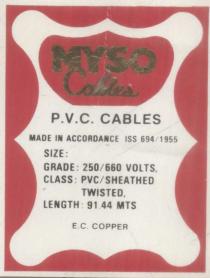 MYSO
Cables
P.V.C. CABLES
MADE IN ACCORDANCE ISS 694/1955
SIZE:
GRADE: 250/660 VOLTS,
CLASS: PVC/SHEATHED
TWISTED,
LENGTH: 91.44 MTS
E.C. COPPER